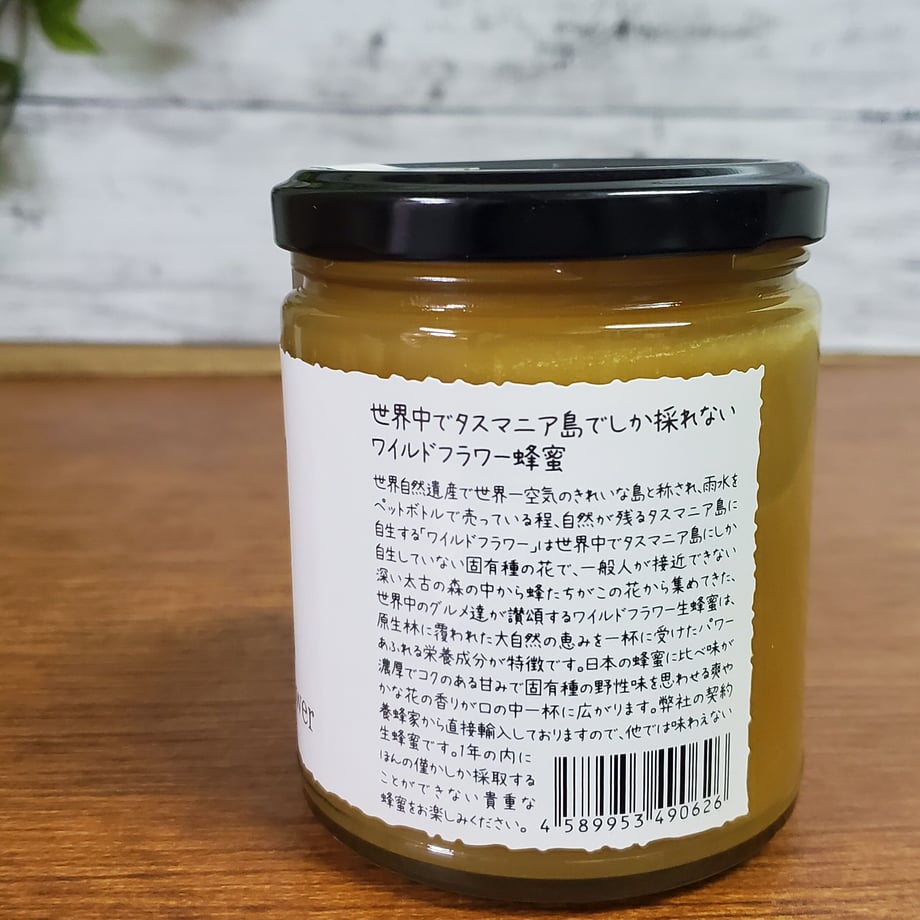 世界中でタスマニア島でしか採れない
ワイルドフラワー蜂蜜
世界自然遺産で世界一空気のきれいな島と称され、雨水を
ペットボトルで売っている程、自然が残るタスマニア島に
自生する「ワイルドフラワー」は世界中でタスマニア島にしか
自生していない固有種の花で、一般人が接近できない
深い太古の森の中から蜂たちがこの花から集めてきた、
世界中のグルメ達が讃頌するワイルドフラワー生蜂蜜は、
原生林に覆われた大自然の恵みを一杯に受けたパワー
あふれる栄養成分が特徴です。日本の蜂蜜に比べ味が
濃厚でコクのある甘みで固有種の野性味を思わせる爽や
かな花の香りが口の中一杯に広がります。弊社の契約
養蜂家から直接輸入しておりますので、他では味わえない
生蜂蜜です。1年の内に
ほんの僅かしか採取する
ことができない貴重な
蜂蜜をお楽しみください。
4 589953 490626